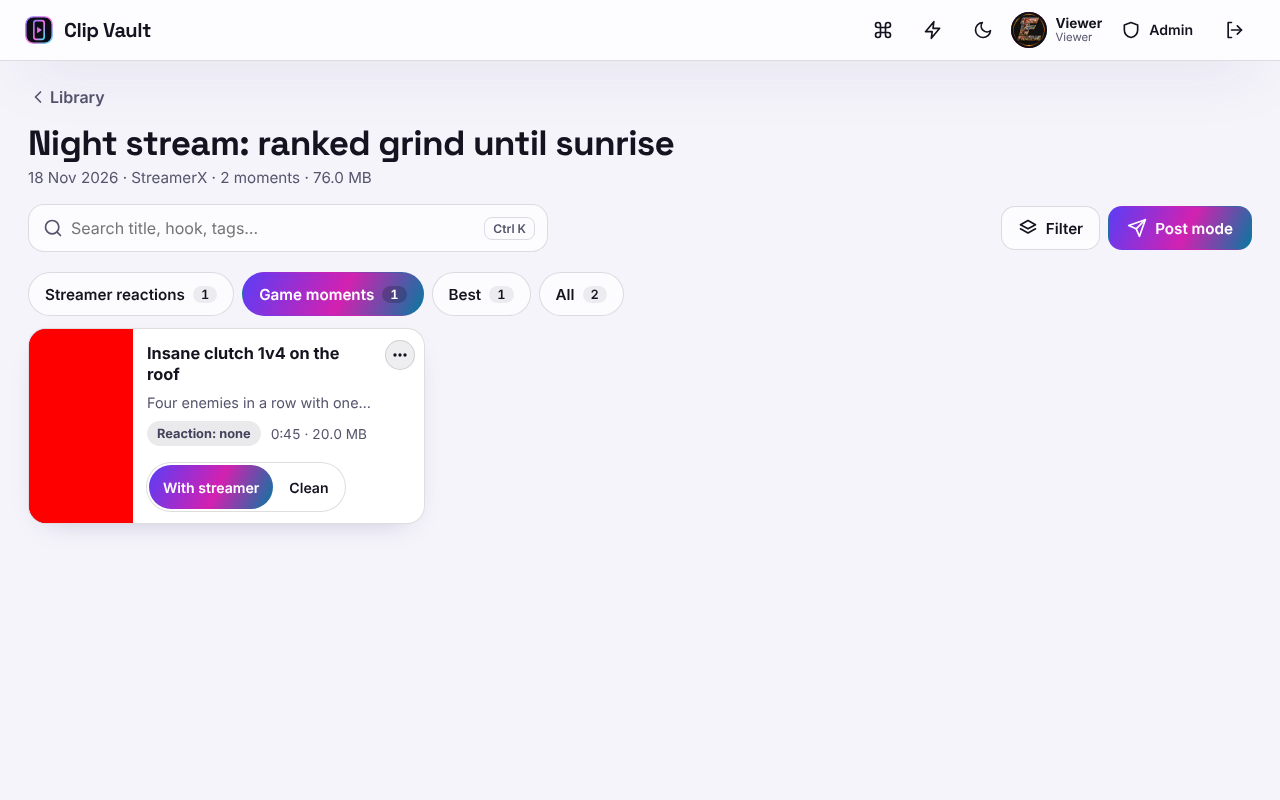 Clip Vault
Viewer
Viewer
Admin
Library
Night stream: ranked grind until sunrise
18 Nov 2026 · StreamerX · 2 moments · 76.0 MB
Search title, hook, tags...
Ctrl K
Filter
Post mode
Streamer reactions 1
Game moments 1
Best 1
All 2
Insane clutch 1v4 on the
roof
Four enemies in a row with one...
Reaction: none
0:45 · 20.0 MB
With streamer
Clean